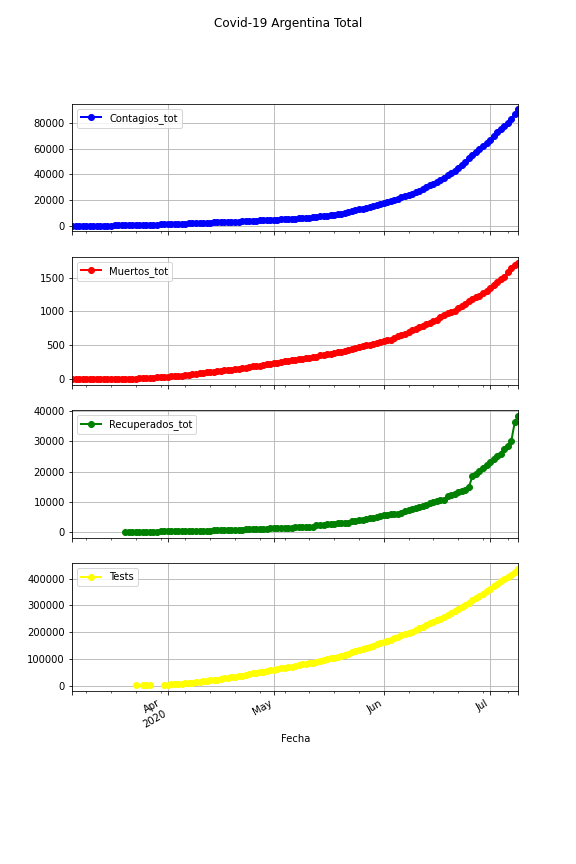 Covid-19 Argentina Total
Contagios_tot
80000
60000
40000
20000
0
Muertos_tot
1500
1000
500
0
Recuperados_tot
40000
30000
20000
10000
0
Tests
400000
300000
200000
100000
0
Apr
2020
May
Jun
Jul
Fecha